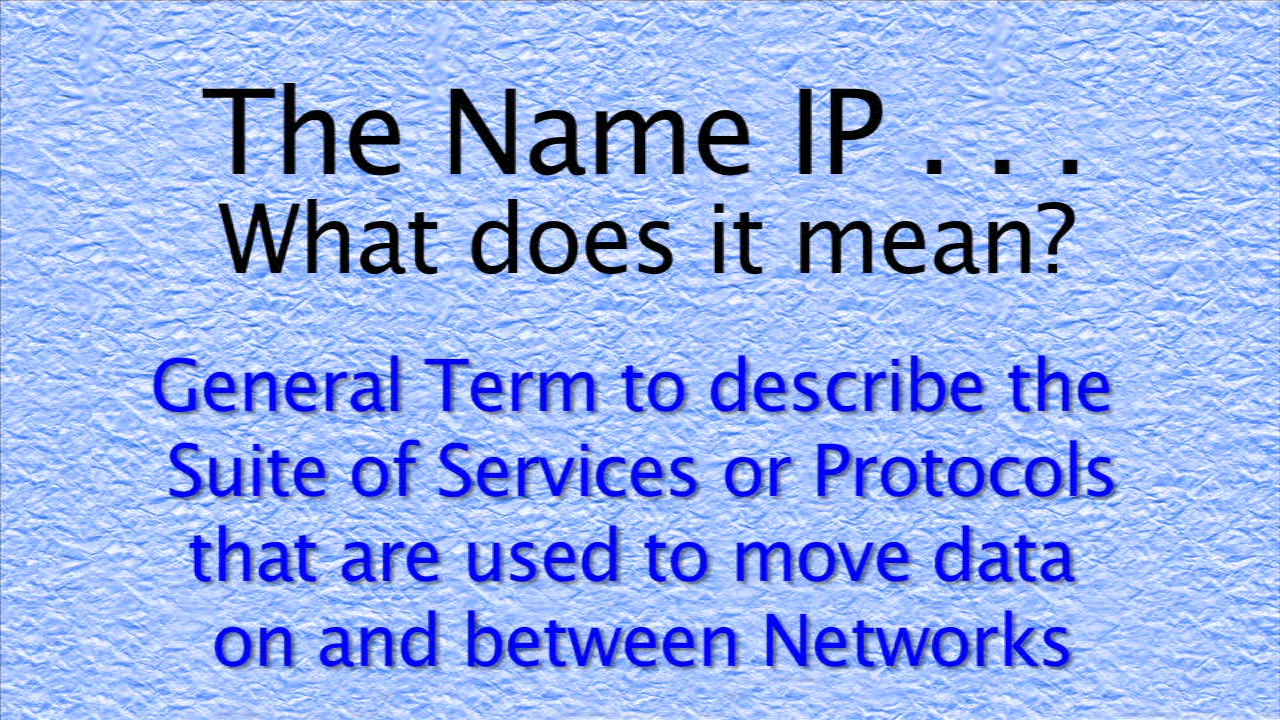 The Name IP . . .
What does it mean?
General Term to describe the
Suite of Services or Protocols
that are used to move data
on and between Networks